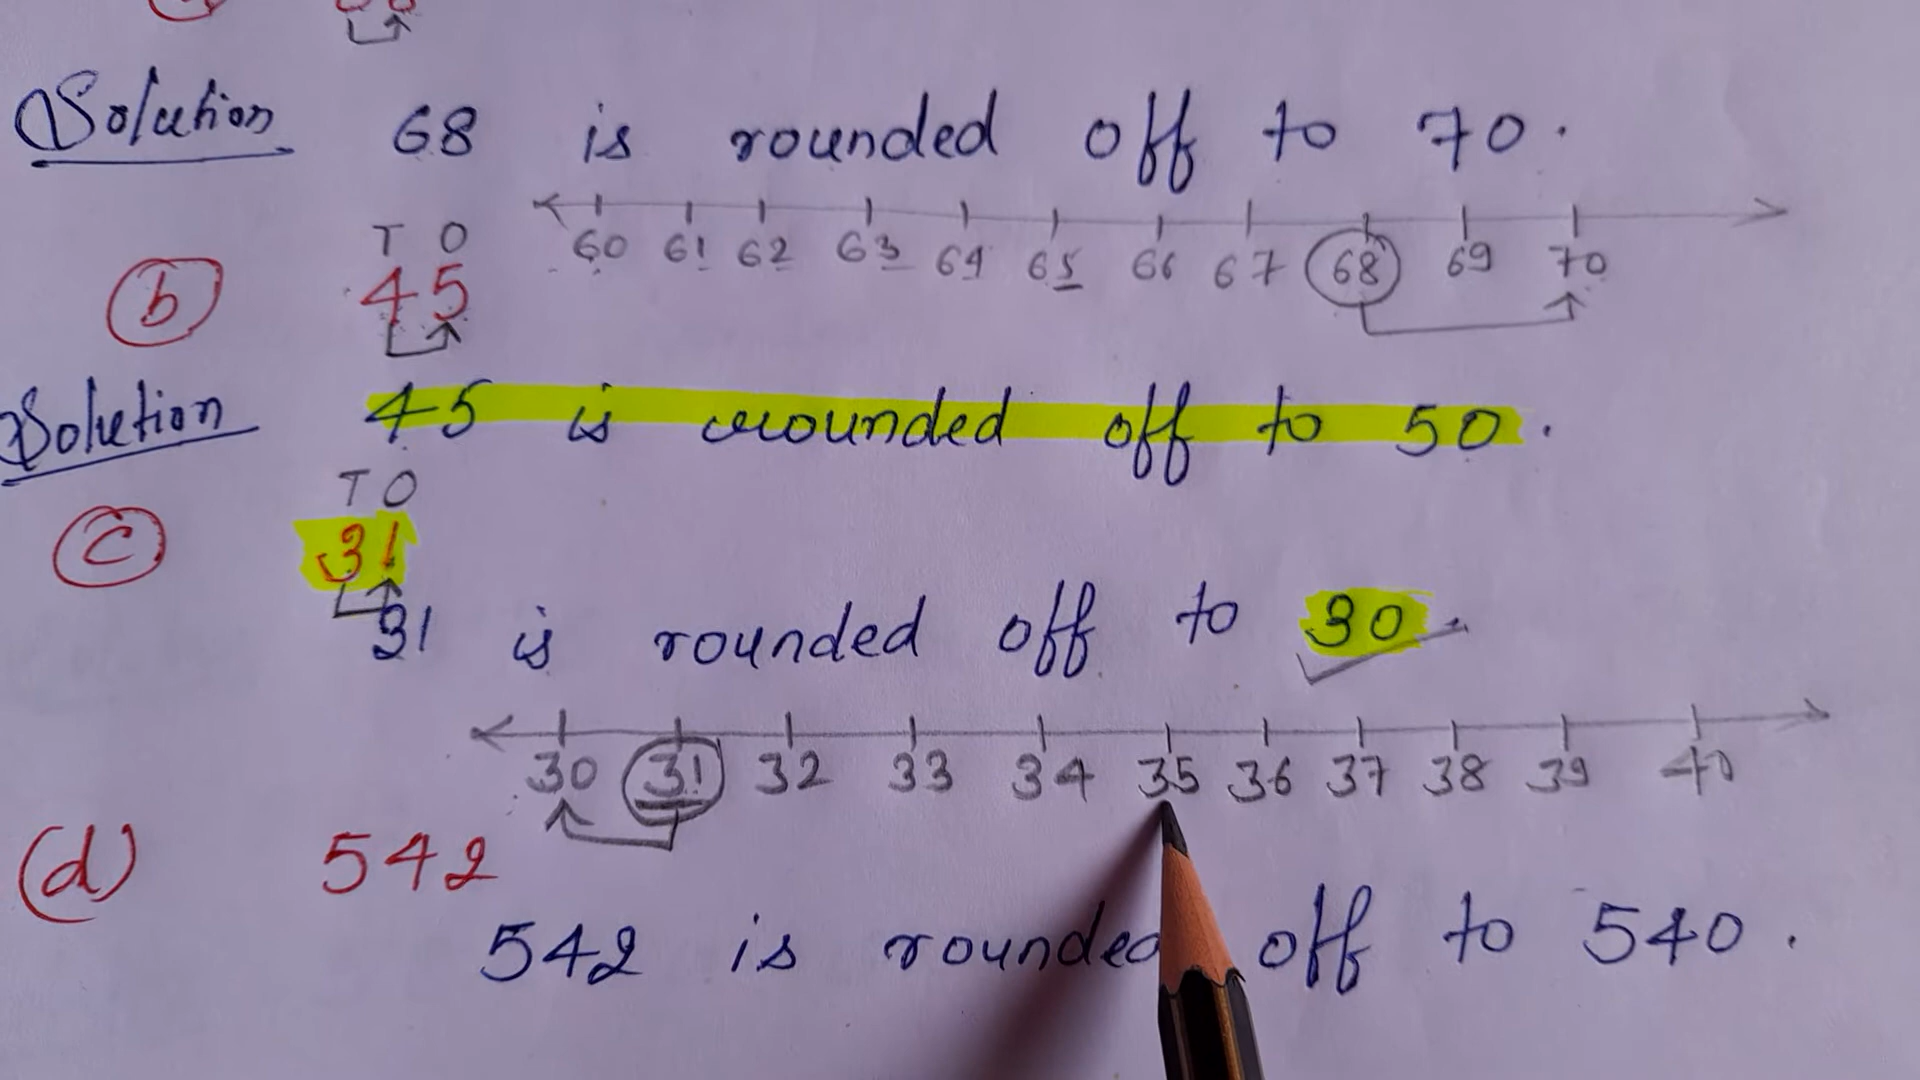 Solution 68 is rounded off to 70.
60 61 62 63 64 65 66 67 68 69 70
T O
b 45
Solution 45 is rounded off to 50.
T O
c 31
31 is rounded off to 30.
30 31 32 33 34 35 36 37 38 39 40
(d) 542
542 is rounded off to 540.